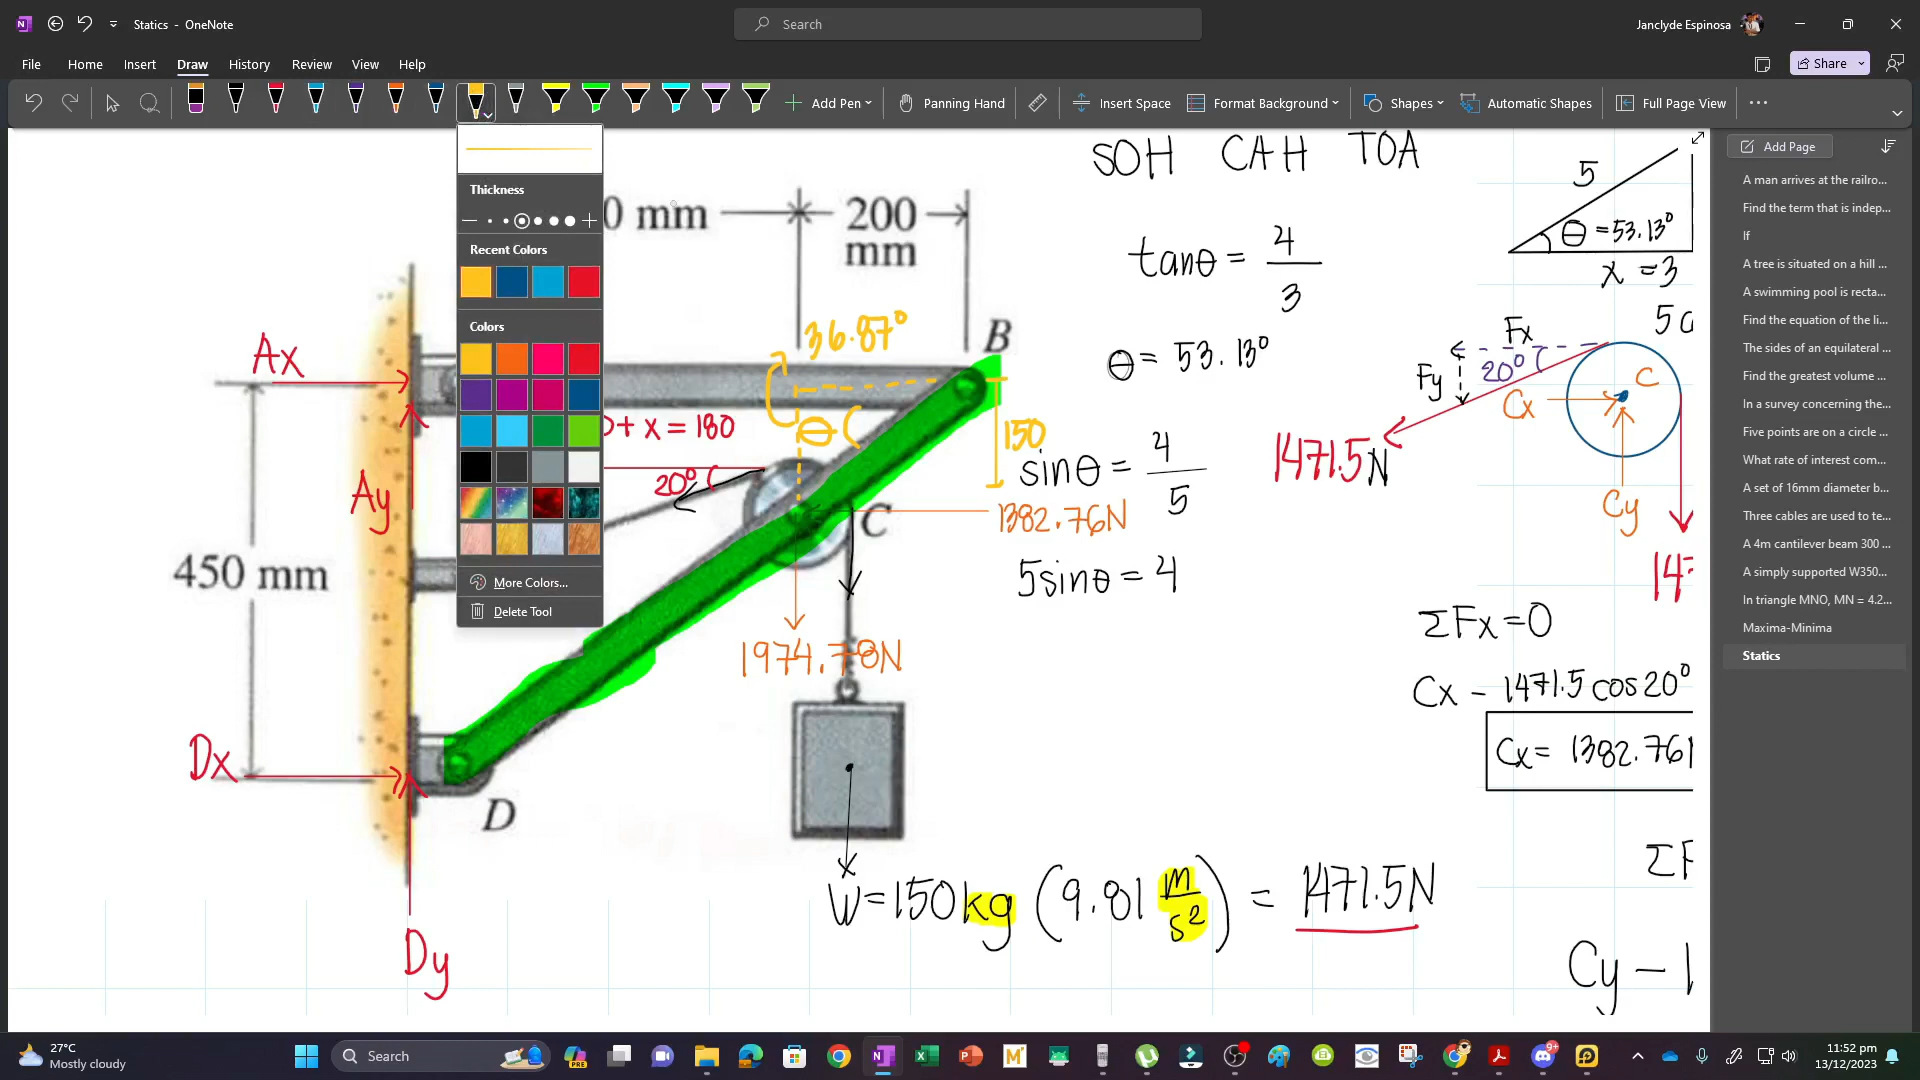 Statics - OneNote
Search
Janclyde Espinosa
File Home Insert Draw History Review View Help
Share
Add Pen
Panning Hand
Insert Space
Format Background
Shapes
Automatic Shapes
Full Page View
Thickness
Recent Colors
Colors
More Colors...
Delete Tool
SOH CAH TOA
tanθ = 4
3
θ = 53.13°
sinθ = 4
5
5sinθ = 4
0 mm
200
mm
36.87°
B
Ax
+ x = 180
θ
150
20°
Ay
C
1382.76N
450 mm
1974.78N
Dx
D
Dy
W = 150kg (9.81 m
s²
) = 1471.5N
5
θ = 53.13°
x = 3
Fx
Fy
20°
C
Cx
1471.5N
Cy
ΣFx = 0
Cx - 1471.5 cos20°
Cx = 1382.76
Cy -
Add Page
A man arrives at the railro...
Find the term that is indep...
If
A tree is situated on a hill ...
A swimming pool is recta...
Find the equation of the li...
The sides of an equilateral ...
Find the greatest volume ...
In a survey concerning the...
Five points are on a circle ...
What rate of interest com...
A set of 16mm diameter b...
Three cables are used to te...
A 4m cantilever beam 300 ...
A simply supported W350...
In triangle MNO, MN = 4.2...
Maxima-Minima
Statics
27°C
Mostly cloudy
Search
PRE
9+
11:52 pm
13/12/2023